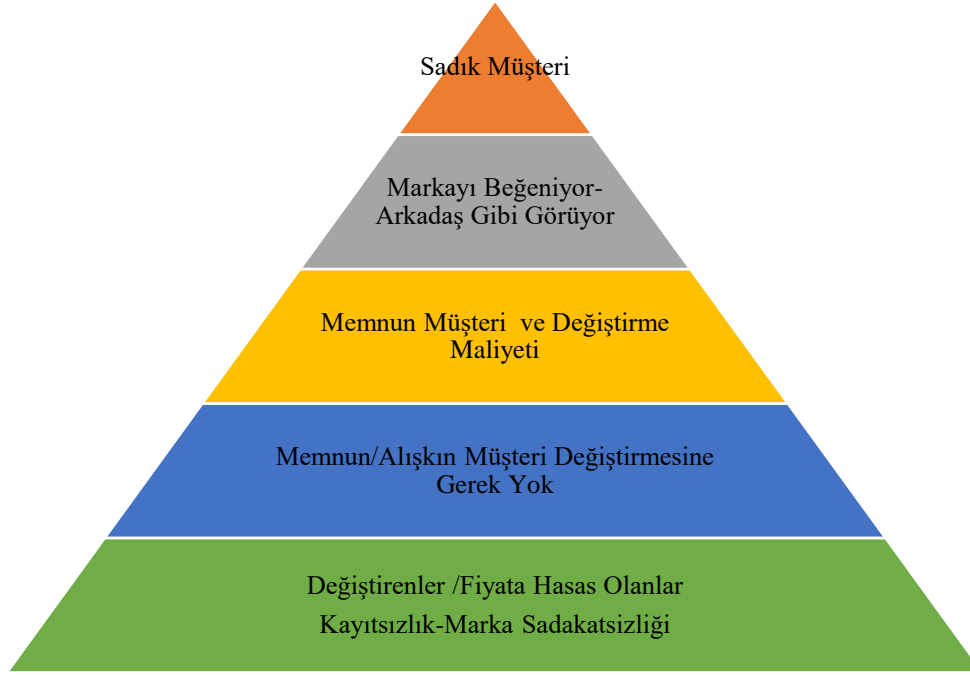 Sadık Müşteri
Markayı Beğeniyor-
Arkadaş Gibi Görüyor
Memnun Müşteri  ve Değiştirme
Maliyeti
Memnun/Alışkın Müşteri Değiştirmesine
Gerek Yok
Değiştirenler /Fiyata Hasas Olanlar
Kayıtsızlık-Marka Sadakatsizliği